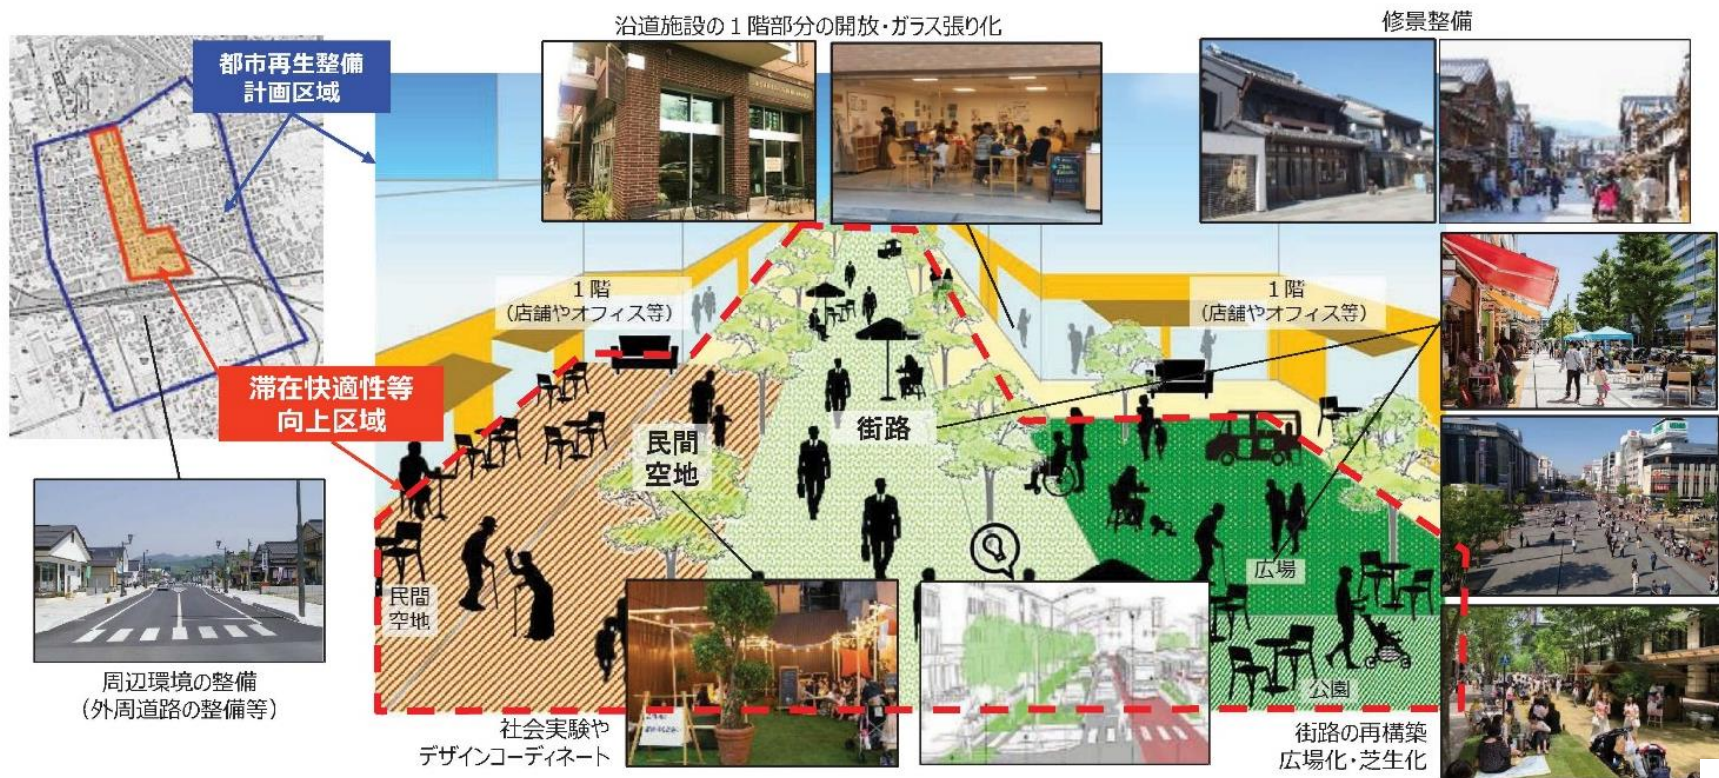 沿道施設の１階部分の開放・ガラス張り化
修景整備
都市再生整備
計画区域
１階
(店舗やオフィス等)
１階
(店舗やオフィス等)
滞在快適性等
向上区域
民間
空地
街路
民間
空地
広場
公園
周辺環境の整備
（外周道路の整備等）
社会実験や
デザインコーディネート
街路の再構築
広場化・芝生化